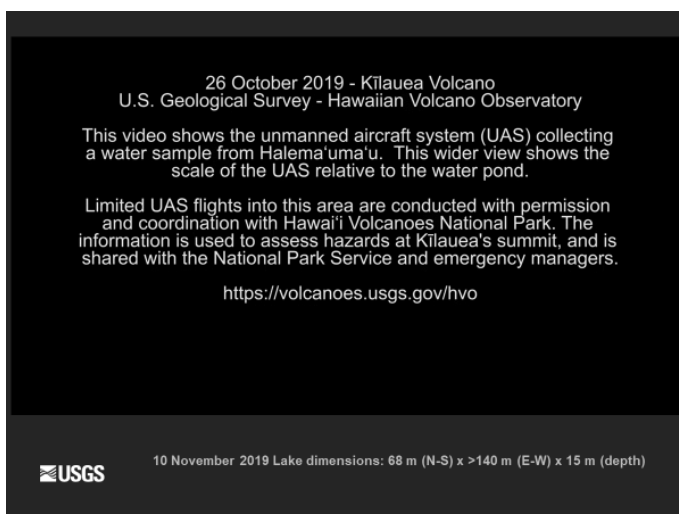 26 October 2019 - Kīlauea Volcano
U.S. Geological Survey - Hawaiian Volcano Observatory
This video shows the unmanned aircraft system (UAS) collecting
a water sample from Halemaʻumaʻu.  This wider view shows the
scale of the UAS relative to the water pond.
Limited UAS flights into this area are conducted with permission
and coordination with Hawaiʻi Volcanoes National Park. The
information is used to assess hazards at Kīlauea's summit, and is
shared with the National Park Service and emergency managers.
https://volcanoes.usgs.gov/hvo
10 November 2019 Lake dimensions: 68 m (N-S) x >140 m (E-W) x 15 m (depth)
USGS